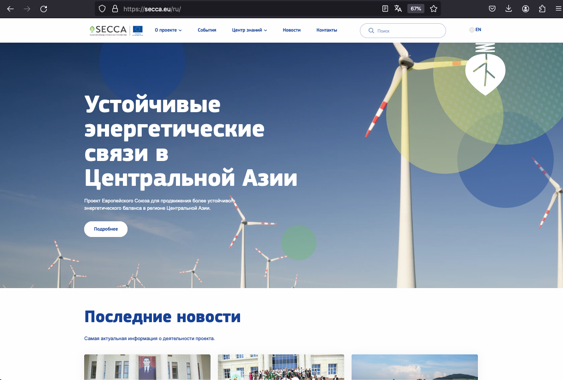 https://secca.eu/ru/
67%
SECCA
О проекте
События
Центр знаний
Новости
Контакты
Поиск
EN
Устойчивые
энергетические
связи в
Центральной Азии
Проект Европейского Союза для продвижения более устойчивого
энергетического баланса в регионе Центральной Азии.
Подробнее
Последние новости
Самая актуальная информация о деятельности проекта.